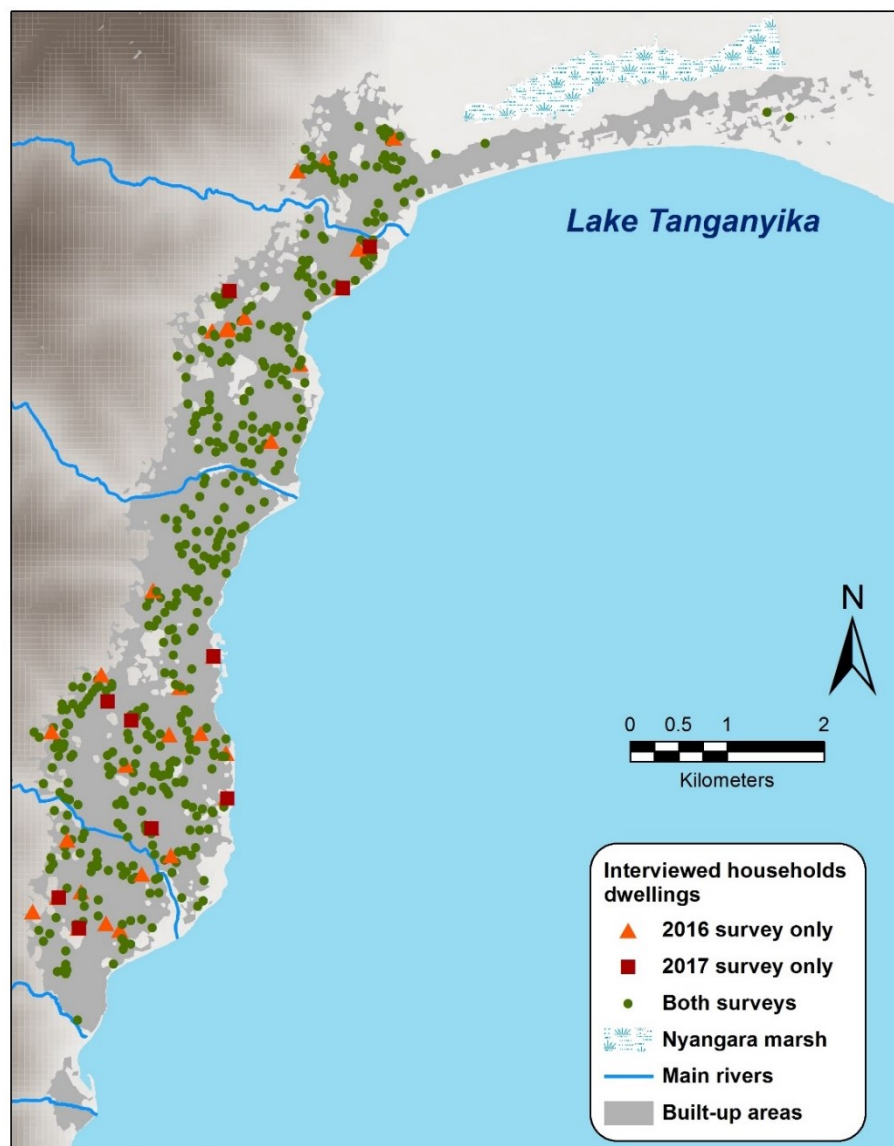 Lake Tanganyika
N
0 0.5 1 2
Kilometers
Interviewed households
dwellings
2016 survey only
2017 survey only
Both surveys
Nyangara marsh
Main rivers
Built-up areas